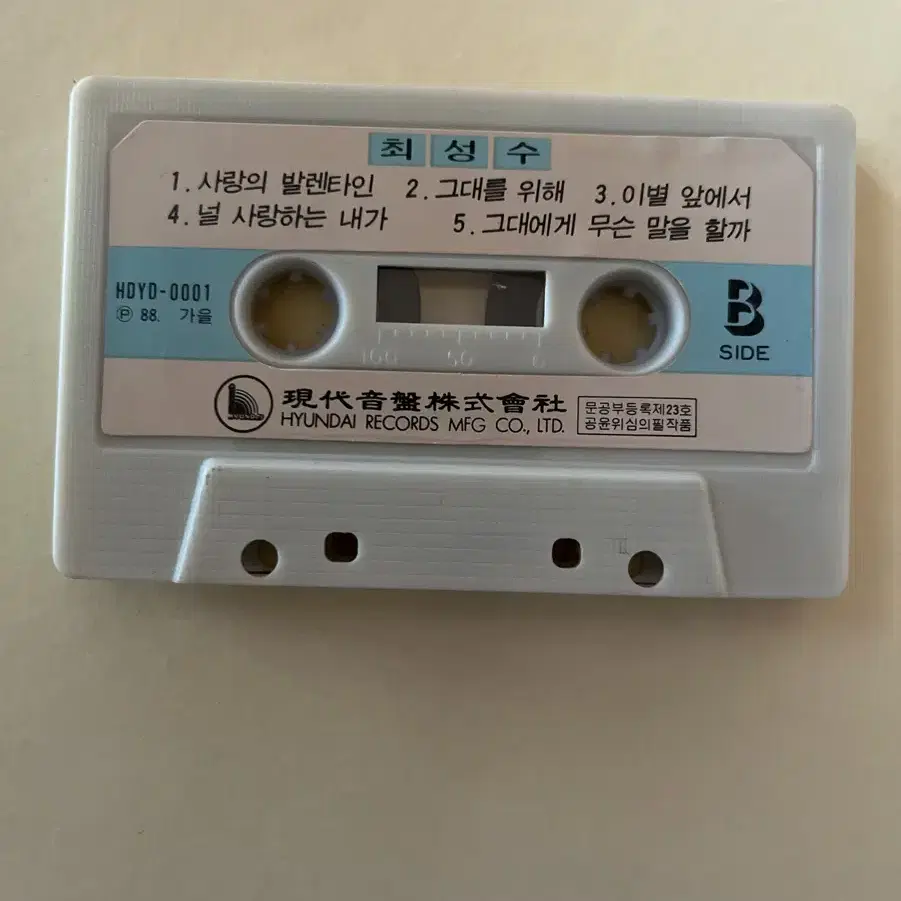 최성수
1. 사랑의 발렌타인 2. 그대를 위해 3. 이별 앞에서
4. 널 사랑하는 내가 5. 그대에게 무슨 말을 할까
HDYD-0001
Ⓟ 88. 가을
100 50 0
B
SIDE
現代音盤株式會社
HYUNDAI RECORDS MFG CO., LTD.
문공부등록제23호
공윤위심의필작품